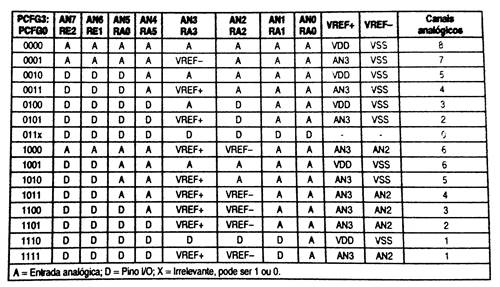 PCFG3: PCFG0 AN7 RE2 AN6 RE1 AN5 RA0 AN4 RA5 AN3 RA3 AN2 RA2 AN1 RA1 AN0 RA0 VREF+ VREF– Canais analógicos
0000 A A A A A A A A VDD VSS 8
0001 A A A A VREF– A A A AN3 VSS 7
0010 D D D A A A A A VDD VSS 5
0011 D D D A VREF+ A A A AN3 VSS 4
0100 D D D D A D A A VDD VSS 3
0101 D D D D VREF+ D A A AN3 VSS 2
011x D D D D D D D D - - 0
1000 A A A A VREF+ VREF– A A AN3 AN2 6
1001 D D A A A A A A VDD VSS 6
1010 D D A A VREF+ A A A AN3 VSS 5
1011 D D A A VREF+ VREF– A A AN3 AN2 4
1100 D D D A VREF+ VREF– A A AN3 AN2 3
1101 D D D D VREF+ VREF– A A AN3 AN2 2
1110 D D D D D D D A VDD VSS 1
1111 D D D D VREF+ VREF– D A AN3 AN2 1
A = Entrada analógica; D = Pino I/O; X = Irrelevante, pode ser 1 ou 0.